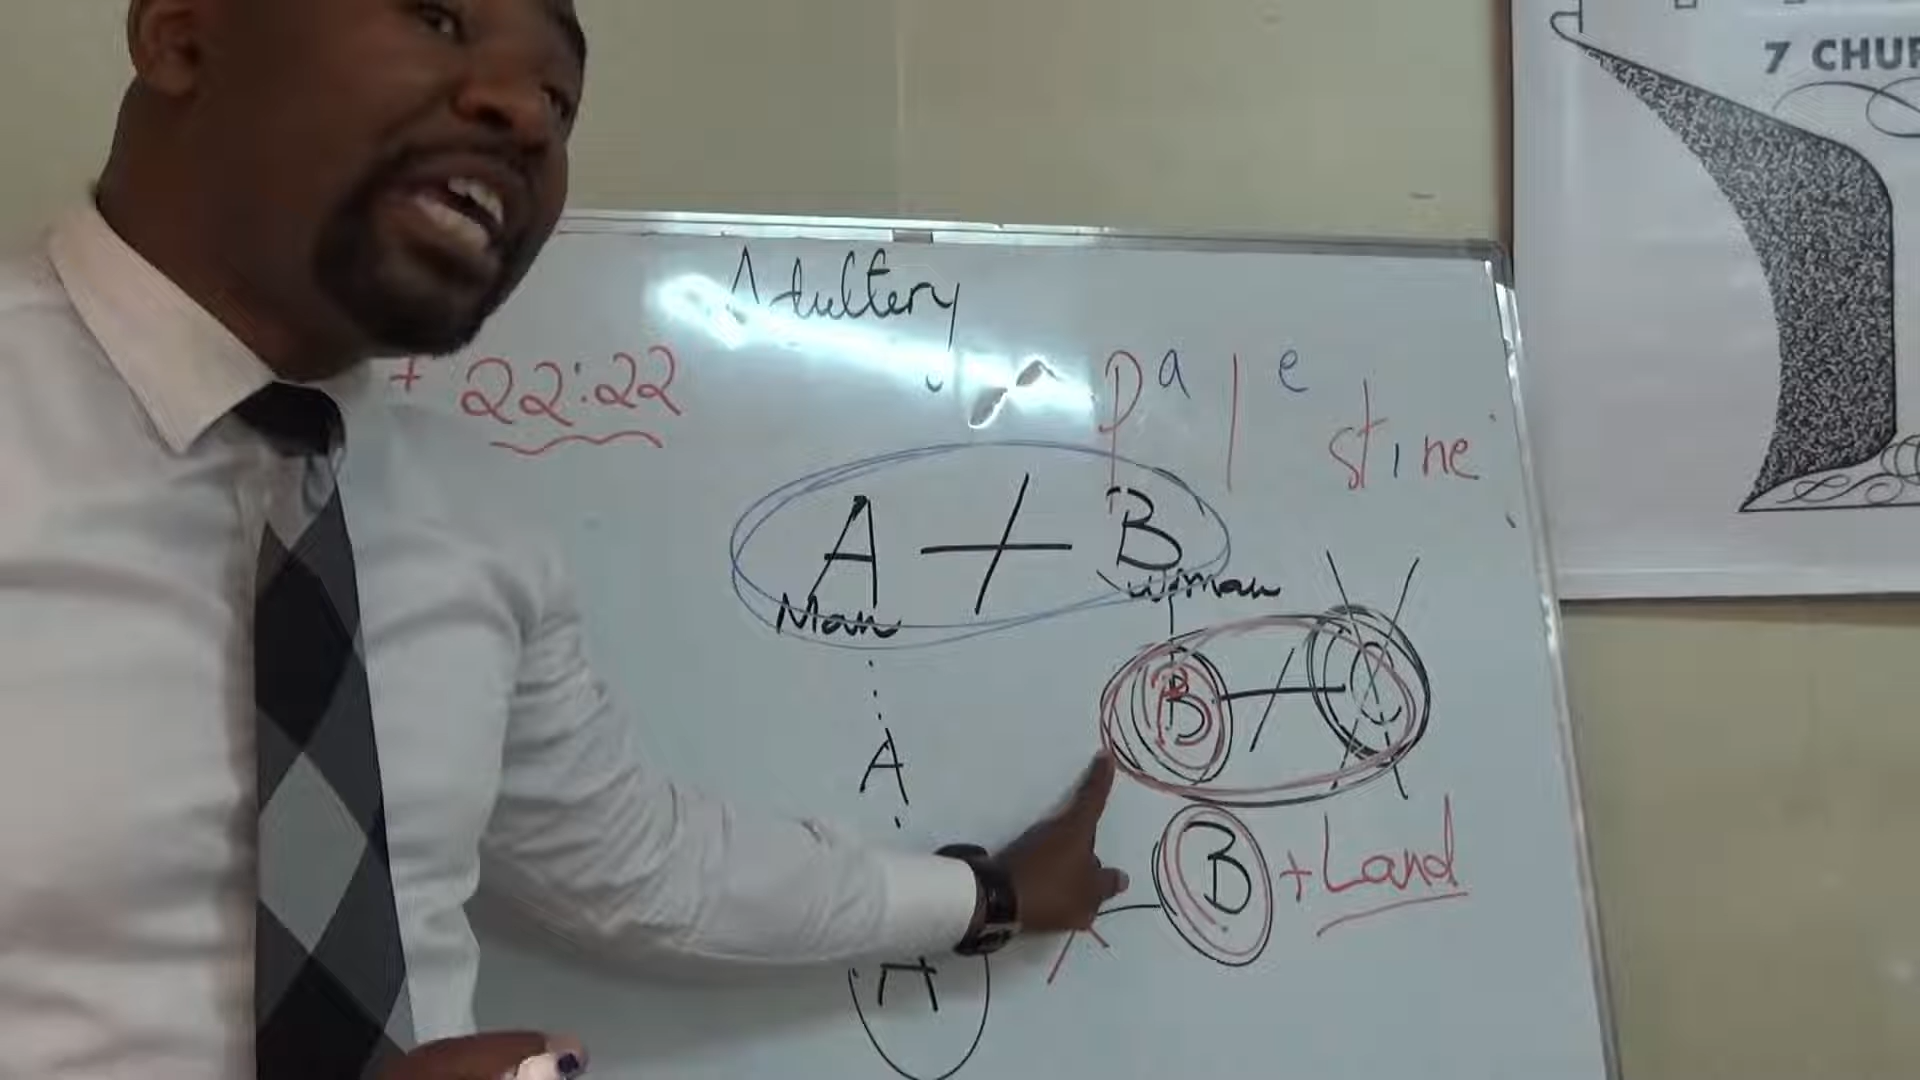 7 CHUR
Adultery
+ 22:22
Palestine
A + B
Man
Woman
B + C
A
B + Land
A